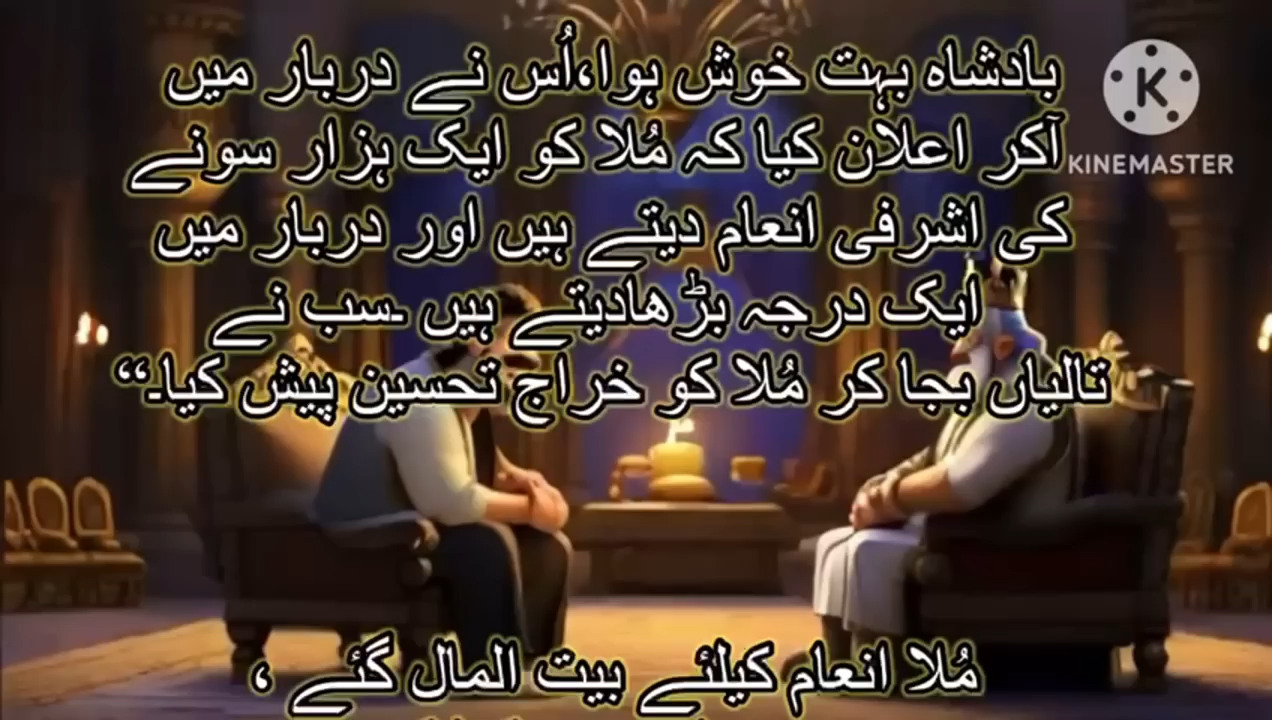 بادشاہ بہت خوش ہوا،اُس نے دربار میں
آکر اعلان کیا کہ مُلا کو ایک ہزار سونے
کی اشرفی انعام دیتے ہیں اور دربار میں
ایک درجہ بڑھادیتے ہیں ۔سب نے
تالیاں بجا کر مُلا کو خراج تحسین پیش کیا۔“
مُلا انعام کیلئے بیت المال گئے ،
K
KINEMASTER